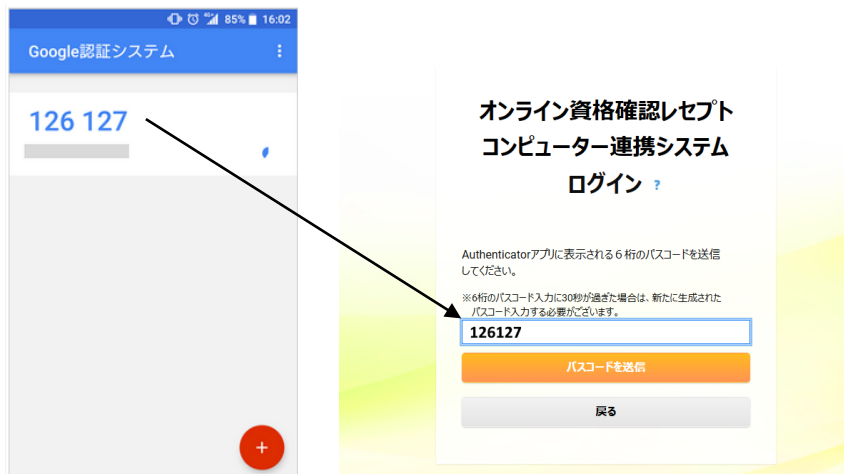 85% 16:02
Google認証システム
126 127
オンライン資格確認レセプト
コンピューター連携システム
ログイン ?
Authenticatorアプリに表示される６桁のパスコードを送信
してください。
※6桁のパスコード入力に30秒が過ぎた場合は、新たに生成された
パスコード入力する必要がございます。
126127
パスコードを送信
戻る
+